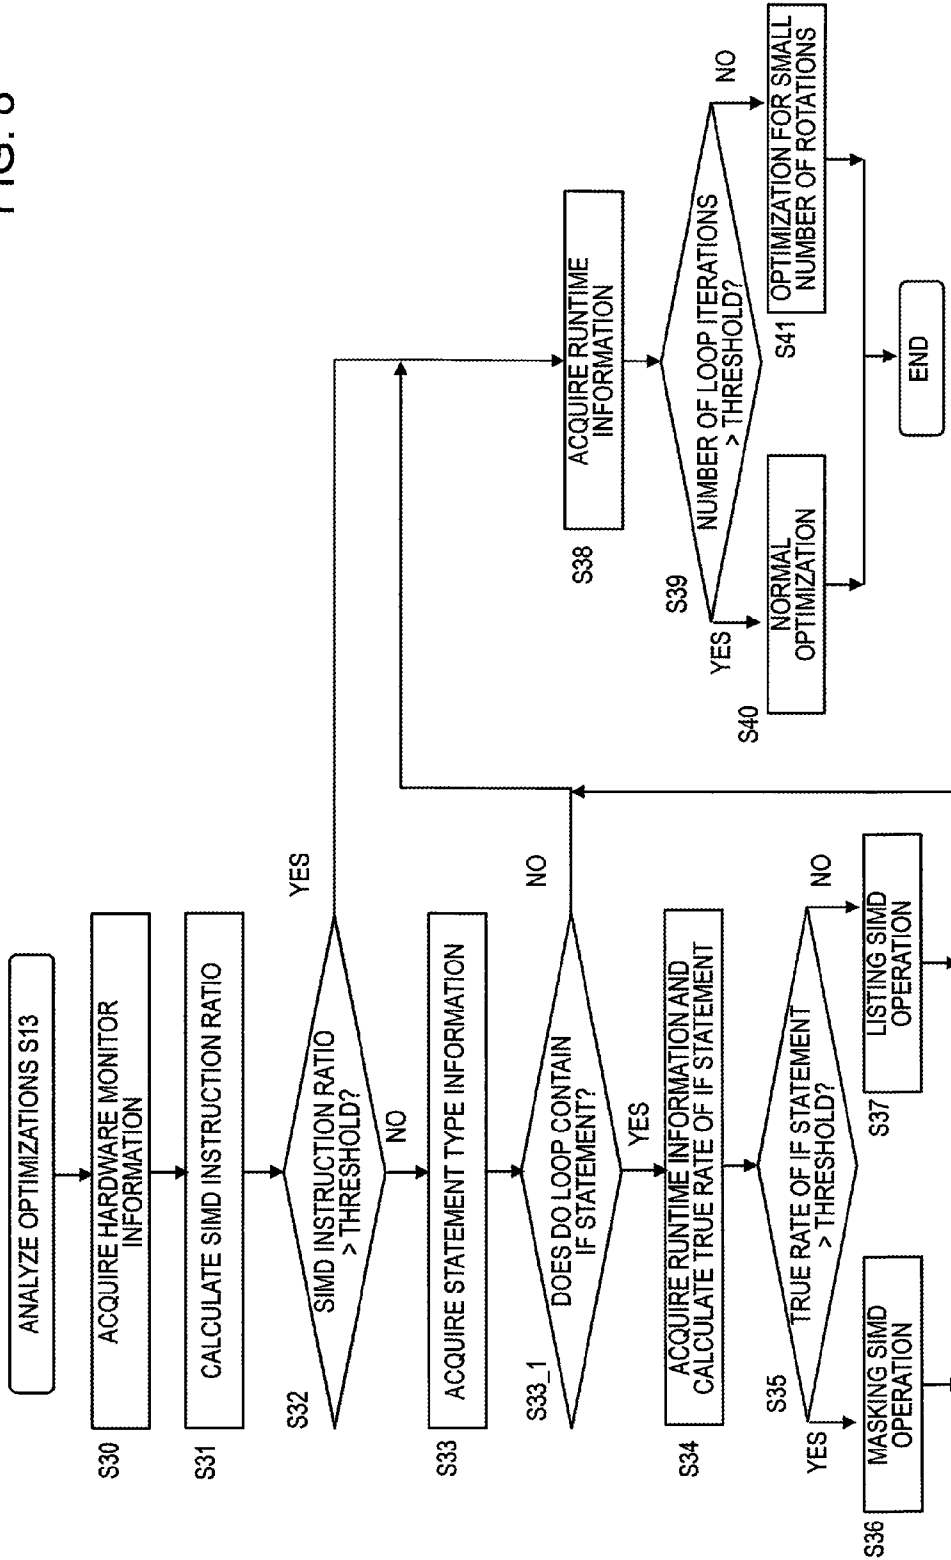 FIG. 8
ANALYZE OPTIMIZATIONS S13
S30
ACQUIRE HARDWARE MONITOR
INFORMATION
S31
CALCULATE SIMD INSTRUCTION RATIO
S32
SIMD INSTRUCTION RATIO
> THRESHOLD?
YES
NO
S33
ACQUIRE STATEMENT TYPE INFORMATION
S33_1
DOES DO LOOP CONTAIN
IF STATEMENT?
NO
YES
S34
ACQUIRE RUNTIME INFORMATION AND
CALCULATE TRUE RATE OF IF STATEMENT
S35
TRUE RATE OF IF STATEMENT
> THRESHOLD?
YES
NO
S36
MASKING SIMD
OPERATION
S37
LISTING SIMD
OPERATION
S38
ACQUIRE RUNTIME
INFORMATION
S39
NUMBER OF LOOP ITERATIONS
> THRESHOLD?
YES
NO
S40
NORMAL
OPTIMIZATION
S41
OPTIMIZATION FOR SMALL
NUMBER OF ROTATIONS
END